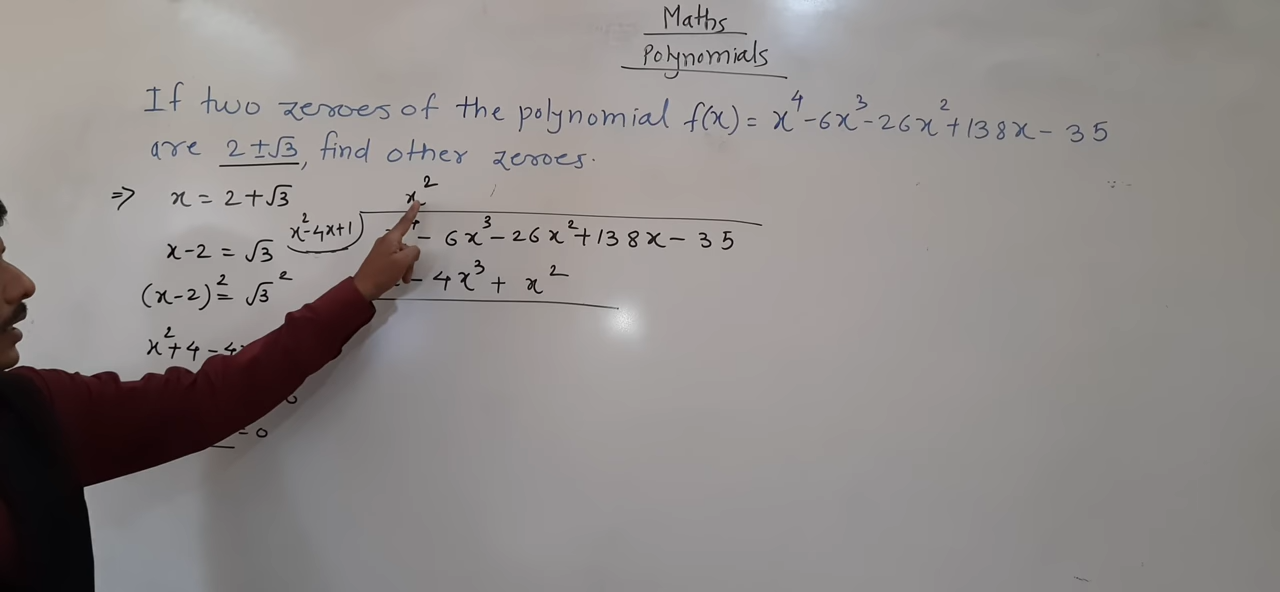 Maths
Polynomials
If two zeroes of the polynomial f(x) = x⁴ - 6x³ - 26x² + 138x - 35
are 2±√3, find other zeroes.
⇒ x = 2+√3
x-2 = √3
(x-2)² = √3²
x² + 4 - 4
= 0
x²
x²-4x+1) - 6x³ - 26x² + 138x - 35
- 4x³ + x²